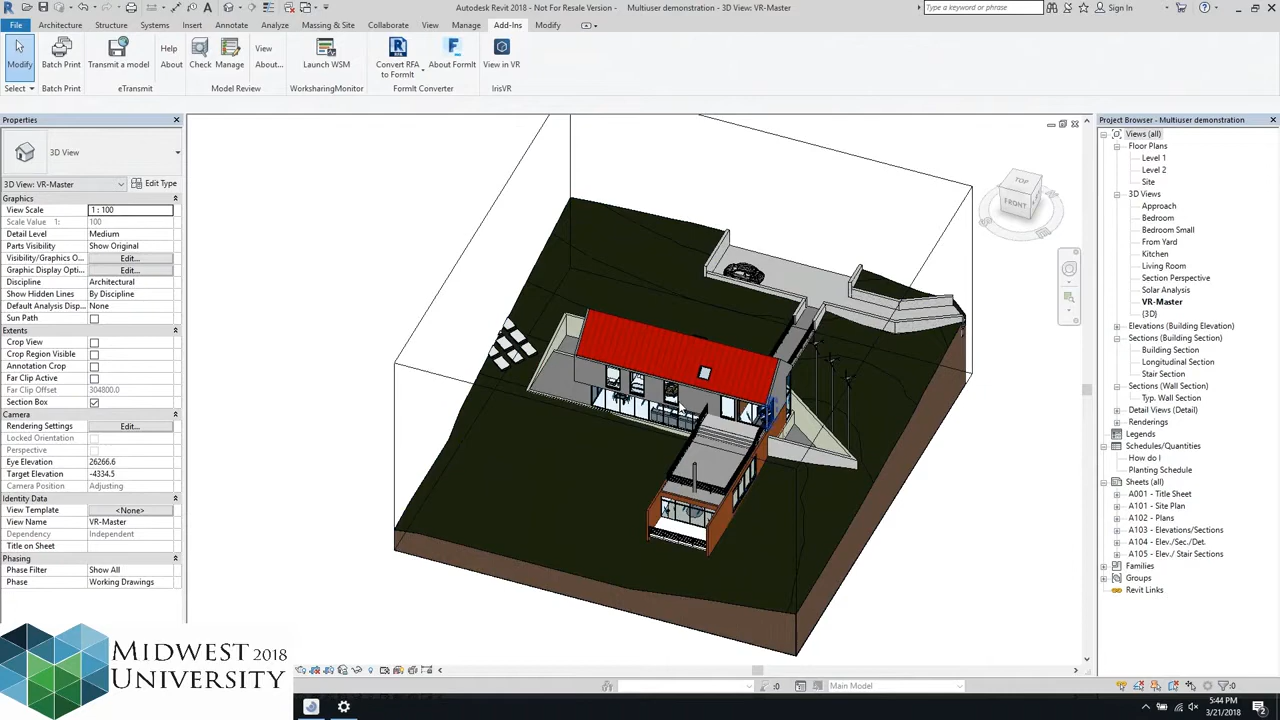 Autodesk Revit 2018 - Not For Resale Version -    Multiuser demonstration - 3D View: VR-Master
Type a keyword or phrase
Sign In
File Architecture Structure Systems Insert Annotate Analyze Massing & Site Collaborate View Manage Add-Ins Modify
Modify
Batch Print
Transmit a model
Help
About
Check
Manage
View
About...
Launch WSM
Convert RFA
to FormIt
About FormIt
View in VR
Select
Batch Print
eTransmit
Model Review
WorksharingMonitor
FormIt Converter
IrisVR
Properties
3D View
3D View: VR-Master
Edit Type
Graphics
View Scale 1 : 100
Scale Value 1: 100
Detail Level Medium
Parts Visibility Show Original
Visibility/Graphics O... Edit...
Graphic Display Opti... Edit...
Discipline Architectural
Show Hidden Lines By Discipline
Default Analysis Disp... None
Sun Path
Extents
Crop View
Crop Region Visible
Annotation Crop
Far Clip Active
Far Clip Offset 304800.0
Section Box
Camera
Rendering Settings Edit...
Locked Orientation
Perspective
Eye Elevation 26266.6
Target Elevation -4334.5
Camera Position Adjusting
Identity Data
View Template <None>
View Name VR-Master
Dependency Independent
Title on Sheet
Phasing
Phase Filter Show All
Phase Working Drawings
TOP
FRONT
Project Browser - Multiuser demonstration
Views (all)
Floor Plans
Level 1
Level 2
Site
3D Views
Approach
Bedroom
Bedroom Small
From Yard
Kitchen
Living Room
Section Perspective
Solar Analysis
VR-Master
{3D}
Elevations (Building Elevation)
Sections (Building Section)
Building Section
Longitudinal Section
Stair Section
Sections (Wall Section)
Typ. Wall Section
Detail Views (Detail)
Renderings
Legends
Schedules/Quantities
How do I
Planting Schedule
Sheets (all)
A001 - Title Sheet
A101 - Site Plan
A102 - Plans
A103 - Elevations/Sections
A104 - Elev./Sec./Det.
A105 - Elev./ Stair Sections
Families
Groups
Revit Links
:0
Main Model
:0
MIDWEST 2018
UNIVERSITY
5:44 PM
3/21/2018